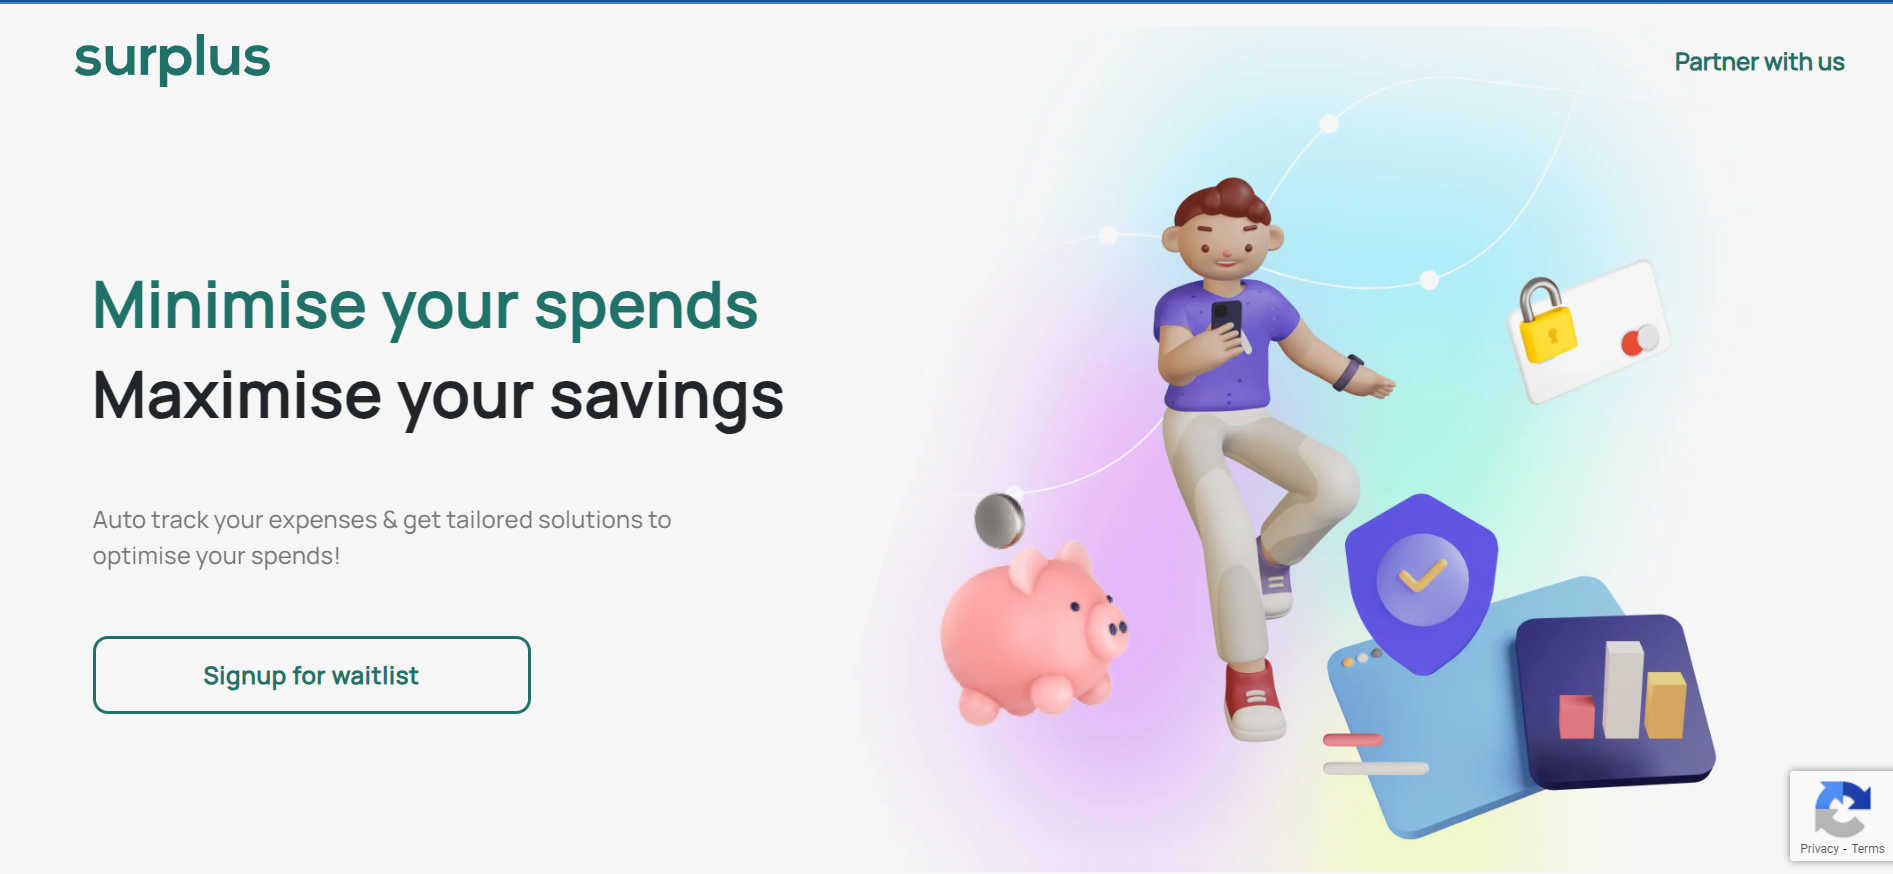 surplus
Partner with us
Minimise your spends
Maximise your savings
Auto track your expenses & get tailored solutions to
optimise your spends!
Signup for waitlist
Privacy - Terms